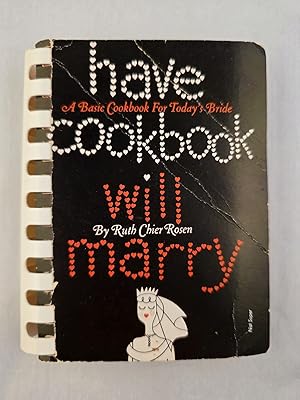 have
A Basic Cookbook For Today's Bride
cookbook
will
By Ruth Chier Rosen
marry